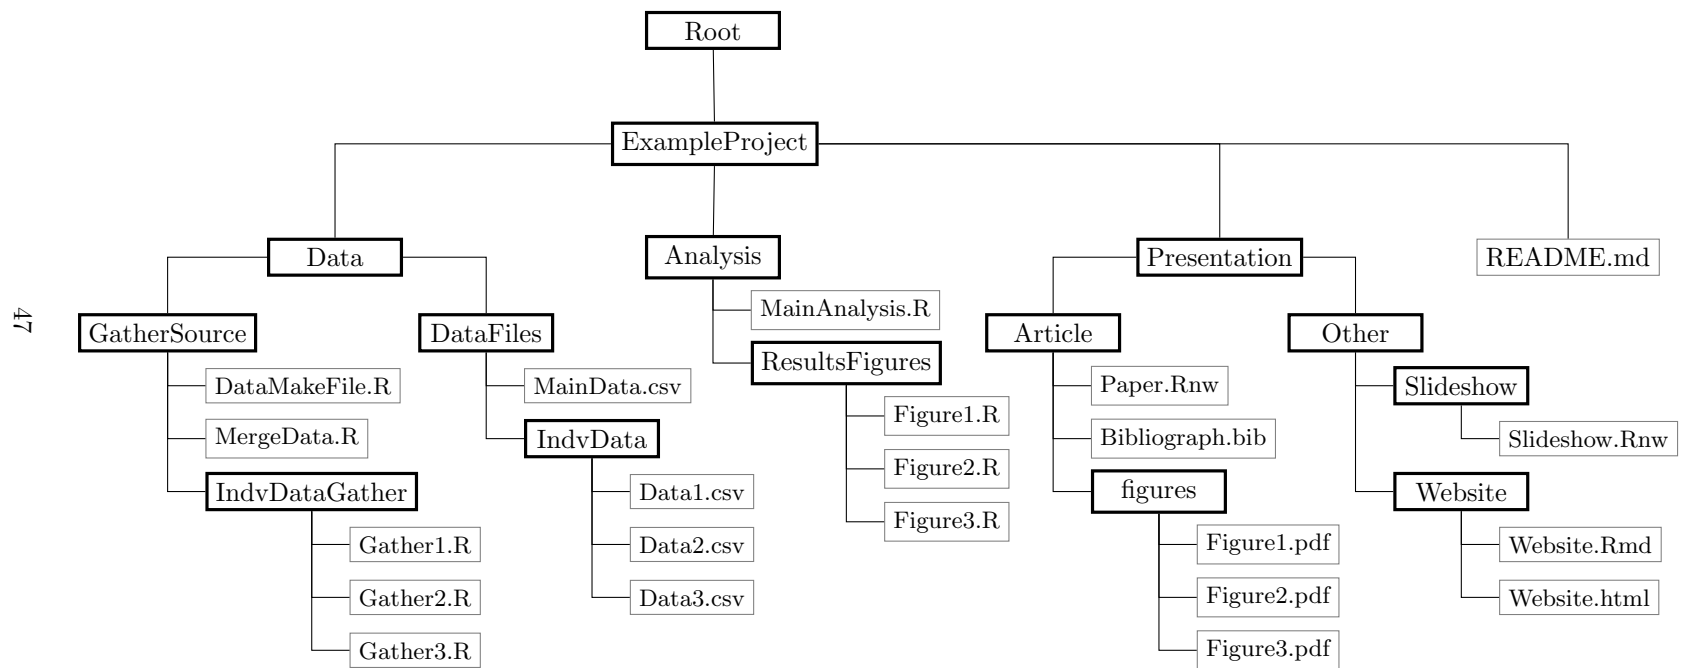 Root
ExampleProject
Data
Analysis
Presentation
README.md
GatherSource
DataFiles
MainAnalysis.R
Article
Other
ResultsFigures
DataMakeFile.R
MainData.csv
Paper.Rnw
Slideshow
Figure1.R
MergeData.R
IndvData
Bibliograph.bib
Slideshow.Rnw
Figure2.R
IndvDataGather
Data1.csv
figures
Website
Figure3.R
Gather1.R
Data2.csv
Figure1.pdf
Website.Rmd
Gather2.R
Data3.csv
Figure2.pdf
Website.html
Gather3.R
Figure3.pdf
47